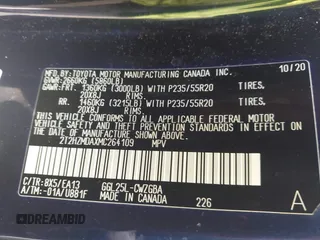 MFD.BY:TOYOTA MOTOR MANUFACTURING CANADA INC. 10/20
GVWR:2660KG (5860LB)
GAWR:FRT. 1360KG (3000LB) WITH P235/55R20 TIRES,
20X8J RIMS,
RR. 1460KG (3215LB) WITH P235/55R20 TIRES,
20X8J RIMS,
THIS VEHICLE CONFORMS TO ALL APPLICABLE
FEDERAL MOTOR VEHICLE SAFETY AND
STANDARDS IN EFFECT ON THE DATE OF
MANUFACTURE SHOWN ABOVE.
2T2HZMDAXMC264109 MPV
C/TR:8X5/EA13
A/TM:-01A/U881F GGL25L-CWZGBA
MADE IN CANADA 226 A
DRIVEGOOD